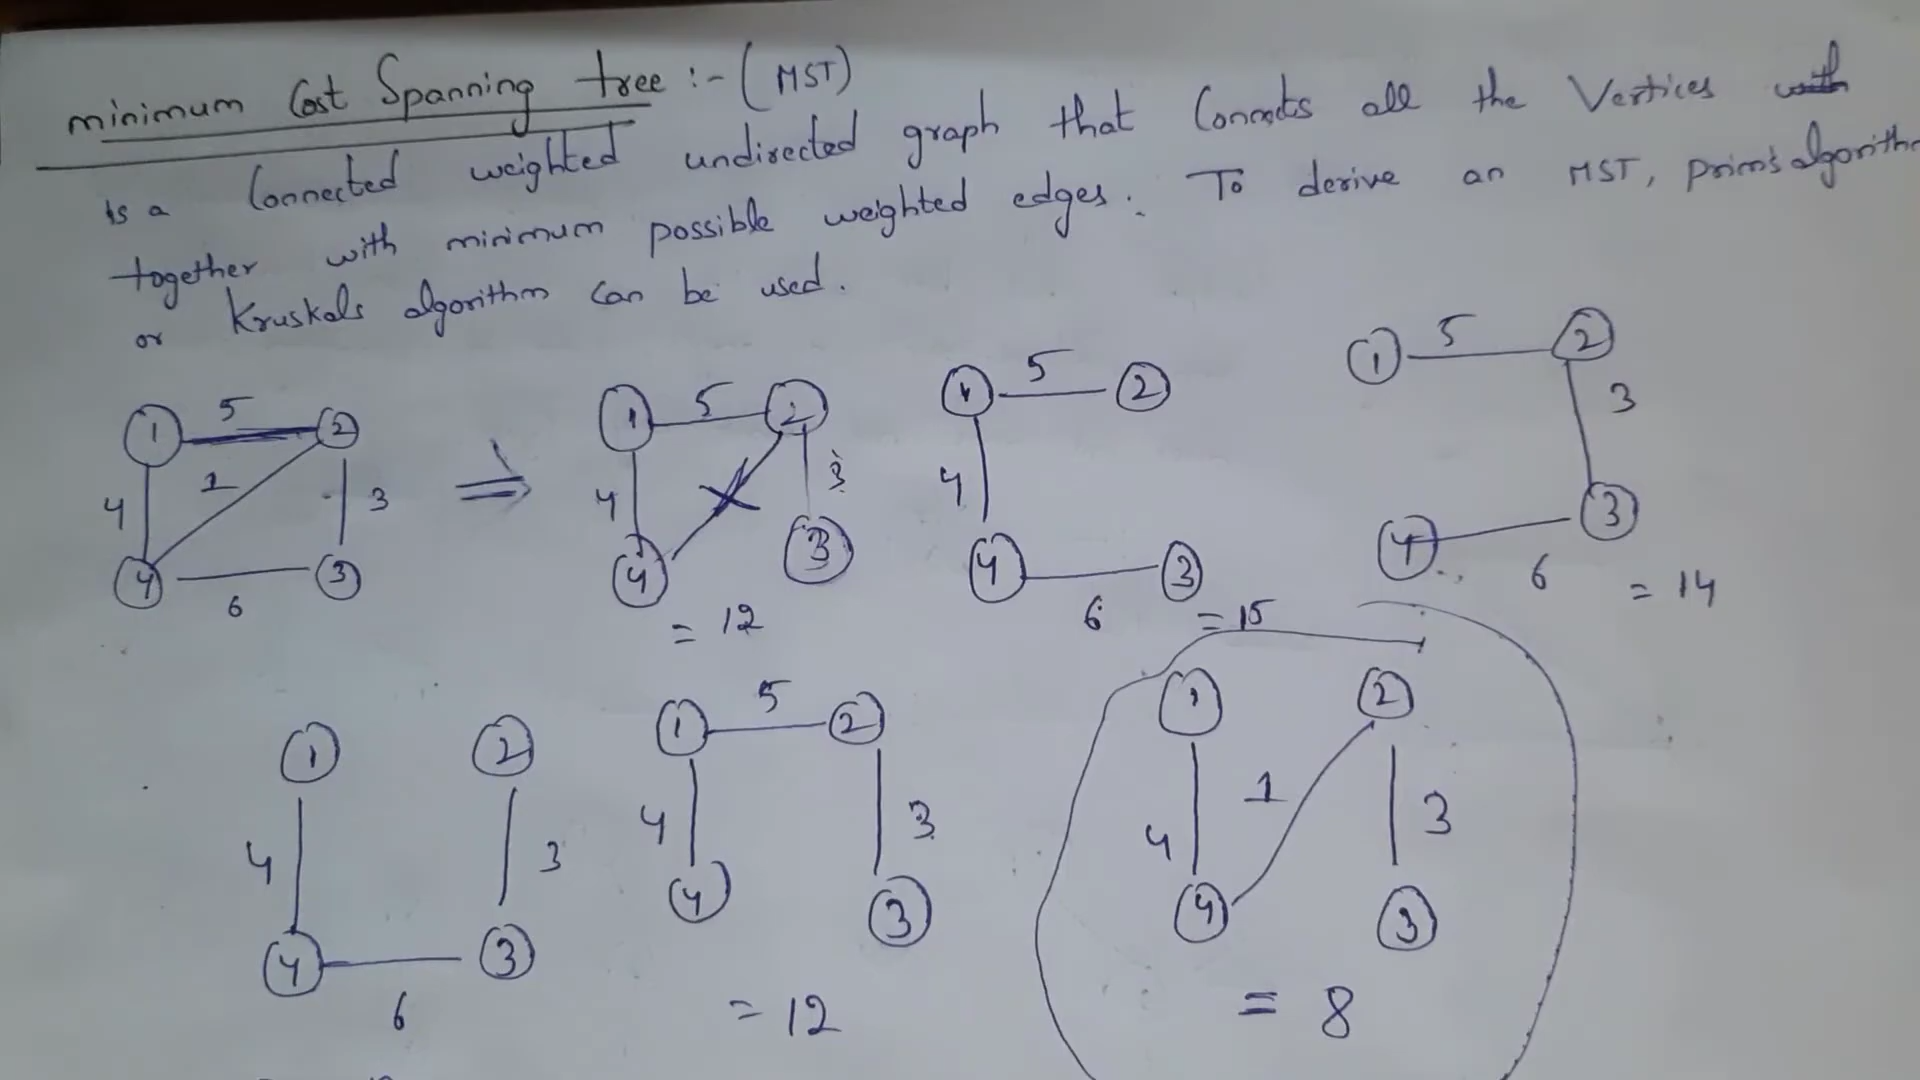 minimum Cost Spanning tree :- (MST)
is a Connected weighted undirected graph that Connects all the Vertices with
together with minimum possible weighted edges. To derive an MST, prim's algorithm
or Kruskals algorithm can be used.
1 5 2
4 1 3
4 6 3
⇒
1 5 2
4 3
4 3
= 12
1 5 2
4
4 6 3
= 15
1 5 2
3
4 6 3
= 14
1 2
4 3
4 6 3
1 5 2
4 3
4 3
= 12
1 2
4 1 3
4 3
= 8